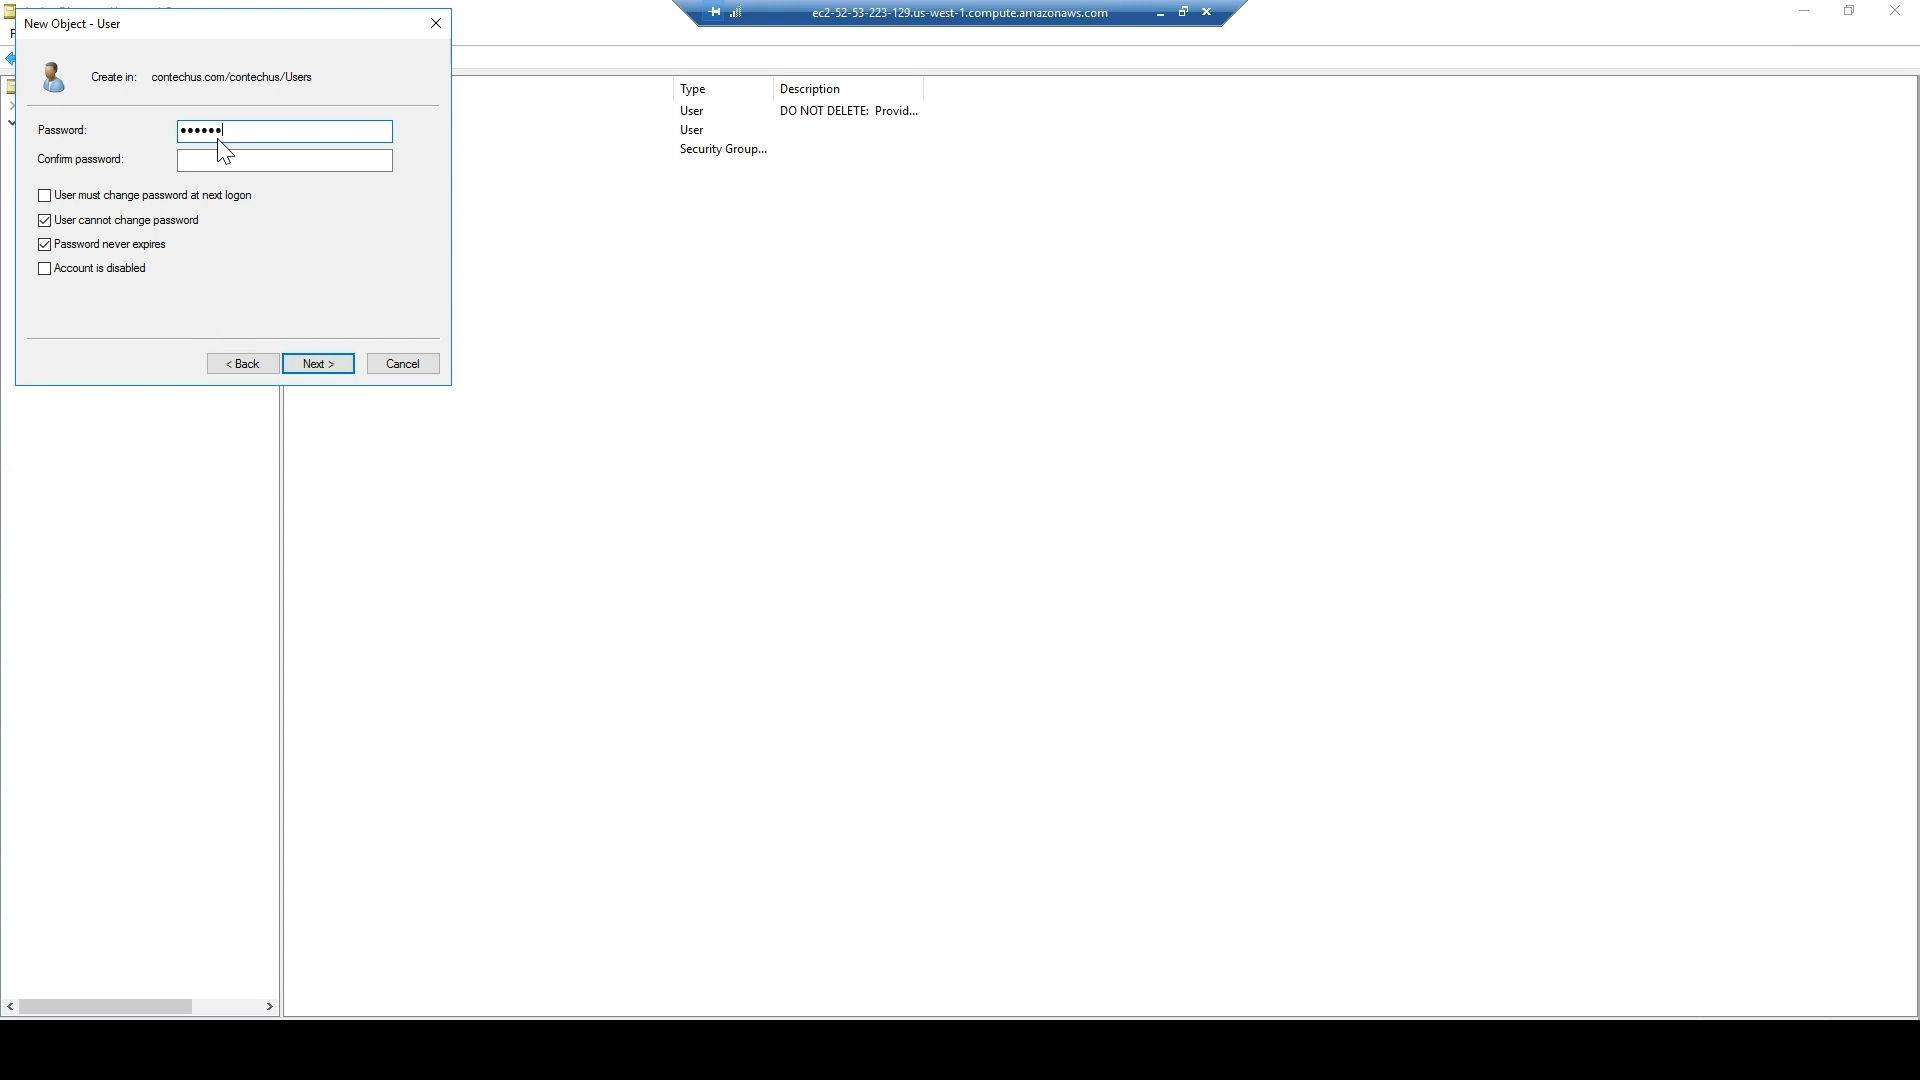 New Object - User
ec2-52-53-223-129.us-west-1.compute.amazonaws.com
Create in: contechus.com/contechus/Users
Type Description
User DO NOT DELETE: Provid...
User
Security Group...
Password: ••••••
Confirm password:
User must change password at next logon
User cannot change password
Password never expires
Account is disabled
< Back Next > Cancel